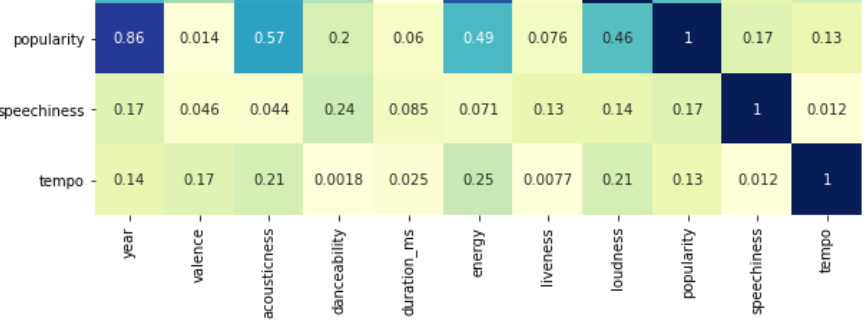 popularity 0.86 0.014 0.57 0.2 0.06 0.49 0.076 0.46 1 0.17 0.13
speechiness 0.17 0.046 0.044 0.24 0.085 0.071 0.13 0.14 0.17 1 0.012
tempo 0.14 0.17 0.21 0.0018 0.025 0.25 0.0077 0.21 0.13 0.012 1
year
valence
acousticness
danceability
duration_ms
energy
liveness
loudness
popularity
speechiness
tempo